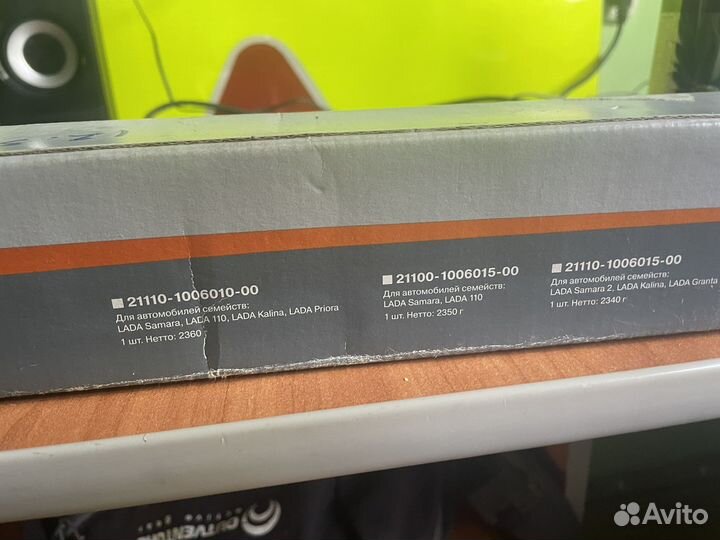 21110-1006010-00
Для автомобилей семейств:
LADA Samara, LADA 110, LADA Kalina, LADA Priora
1 шт. Нетто: 2360 г
21100-1006015-00
Для автомобилей семейств:
LADA Samara, LADA 110
1 шт. Нетто: 2350 г
21110-1006015-00
Для автомобилей семейств:
LADA Samara 2, LADA Kalina, LADA Granta
1 шт. Нетто: 2340 г
OUTVENTURE
Avito